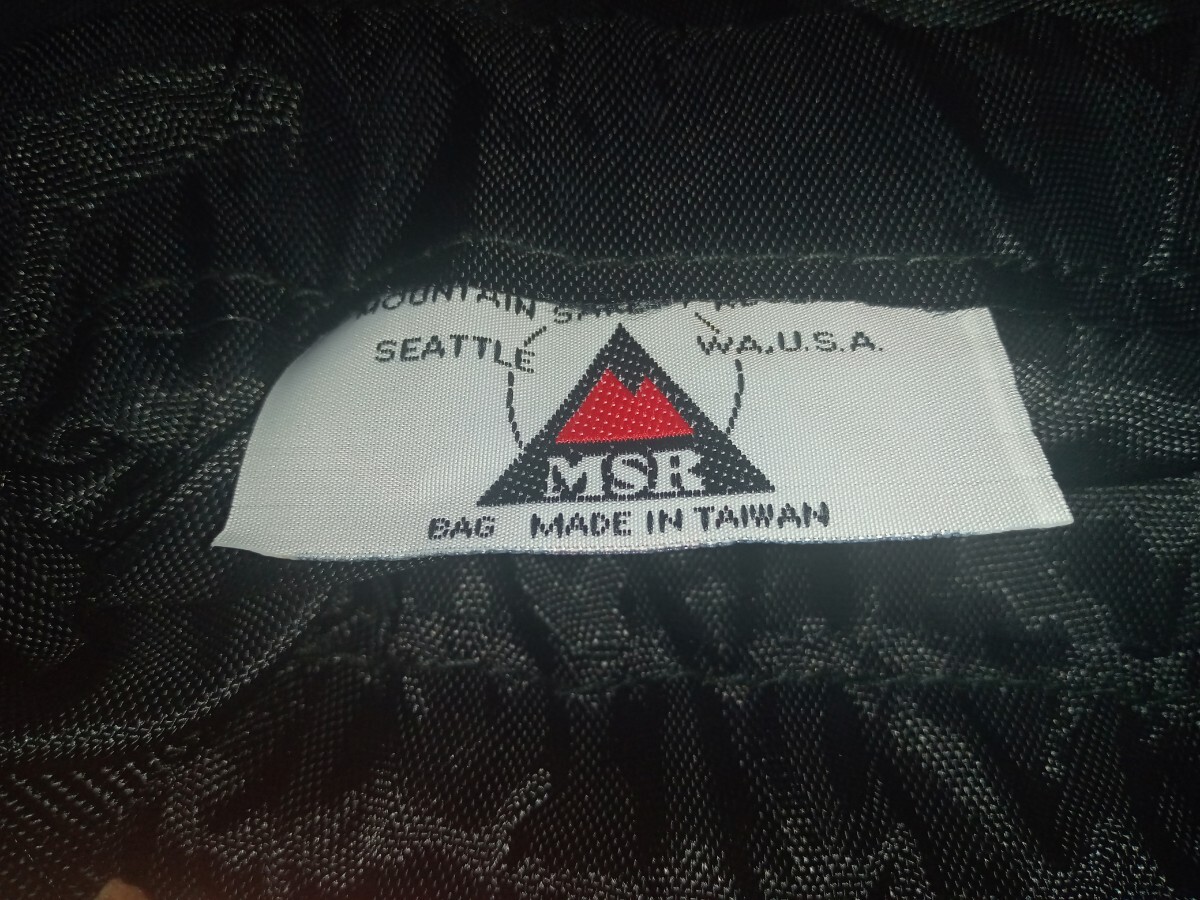 MOUNTAIN
SEATTLE WA,U.S.A.
MSR
BAG MADE IN TAIWAN